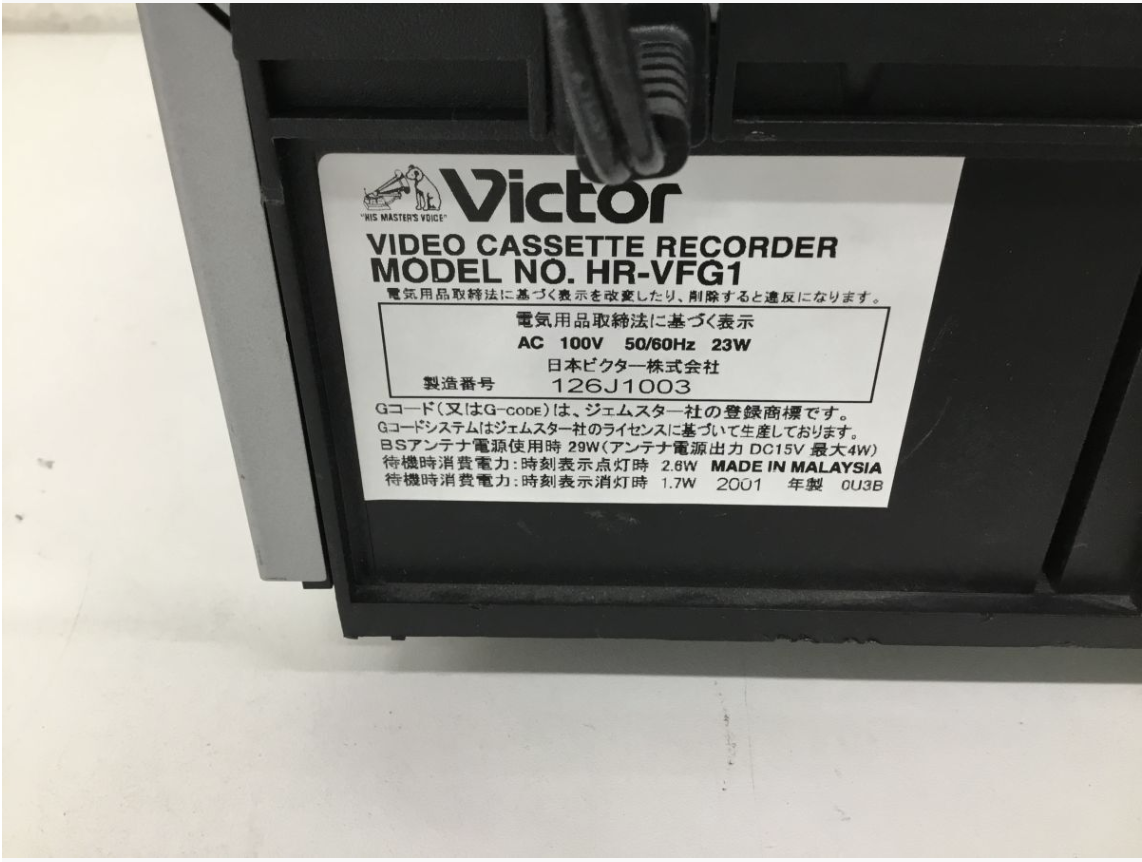 Victor
"HIS MASTER'S VOICE"
VIDEO CASSETTE RECORDER
MODEL NO. HR-VFG1
電気用品取締法に基づく表示を改変したり、削除すると違反になります。
電気用品取締法に基づく表示
AC 100V 50/60Hz 23W
日本ビクター株式会社
製造番号 126J1003
Gコード(又はG-CODE)は、ジェムスター社の登録商標です。
Gコードシステムはジェムスター社のライセンスに基づいて生産しております。
BSアンテナ電源使用時 29W(アンテナ電源出力 DC15V 最大4W)
待機時消費電力:時刻表示点灯時 2.6W MADE IN MALAYSIA
待機時消費電力:時刻表示消灯時 1.7W 2001 年製 0U3B